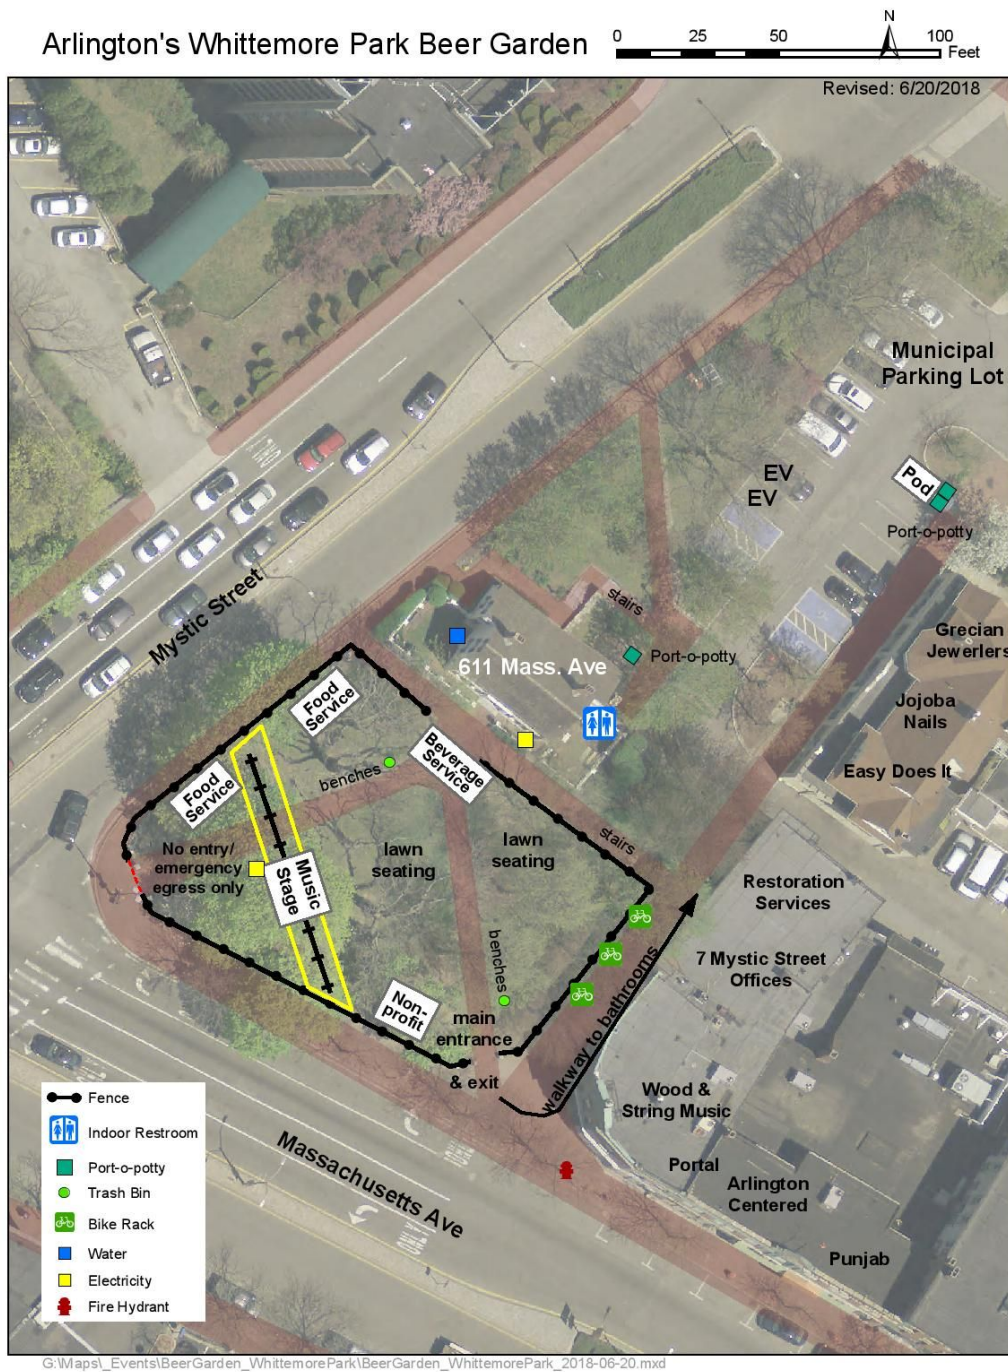 Arlington's Whittemore Park Beer Garden
0 25 50 100
Feet
N
Revised: 6/20/2018
Municipal
Parking Lot
EV
EV
Pod
Port-o-potty
Mystic Street
stairs
611 Mass. Ave
Port-o-potty
Grecian
Jewerlers
Jojoba
Nails
Easy Does It
Food
Service
Beverage
Service
Food
Service
benches
No entry/
emergency
egress only
Music
Stage
lawn
seating
lawn
seating
stairs
Restoration
Services
7 Mystic Street
Offices
benches
Non-
profit
main
entrance
& exit
walkway to bathrooms
Wood &
String Music
Portal
Arlington
Centered
Punjab
Massachusetts Ave
Fence
Indoor Restroom
Port-o-potty
Trash Bin
Bike Rack
Water
Electricity
Fire Hydrant
G:\Maps\_Events\BeerGarden_WhittemorePark\BeerGarden_WhittemorePark_2018-06-20.mxd